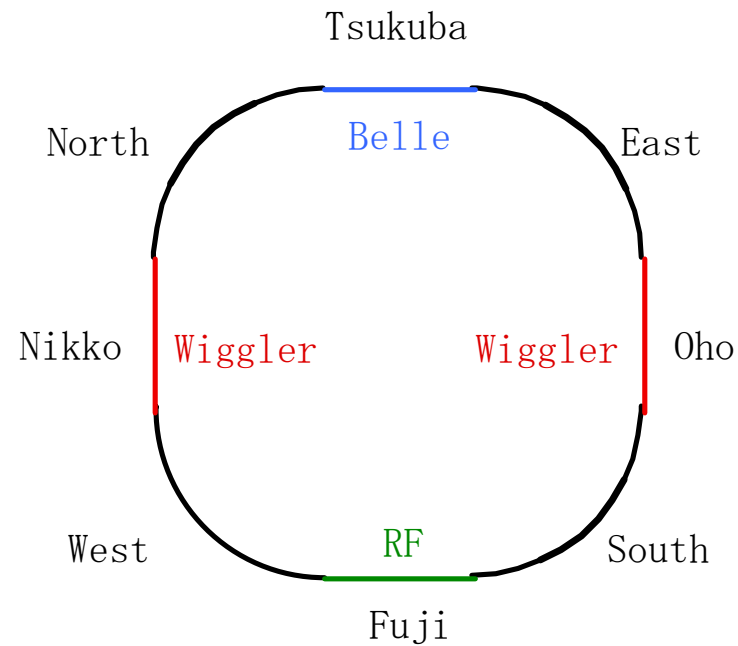 Tsukuba
Belle
North
East
Nikko
Wiggler
Wiggler
Oho
West
RF
South
Fuji